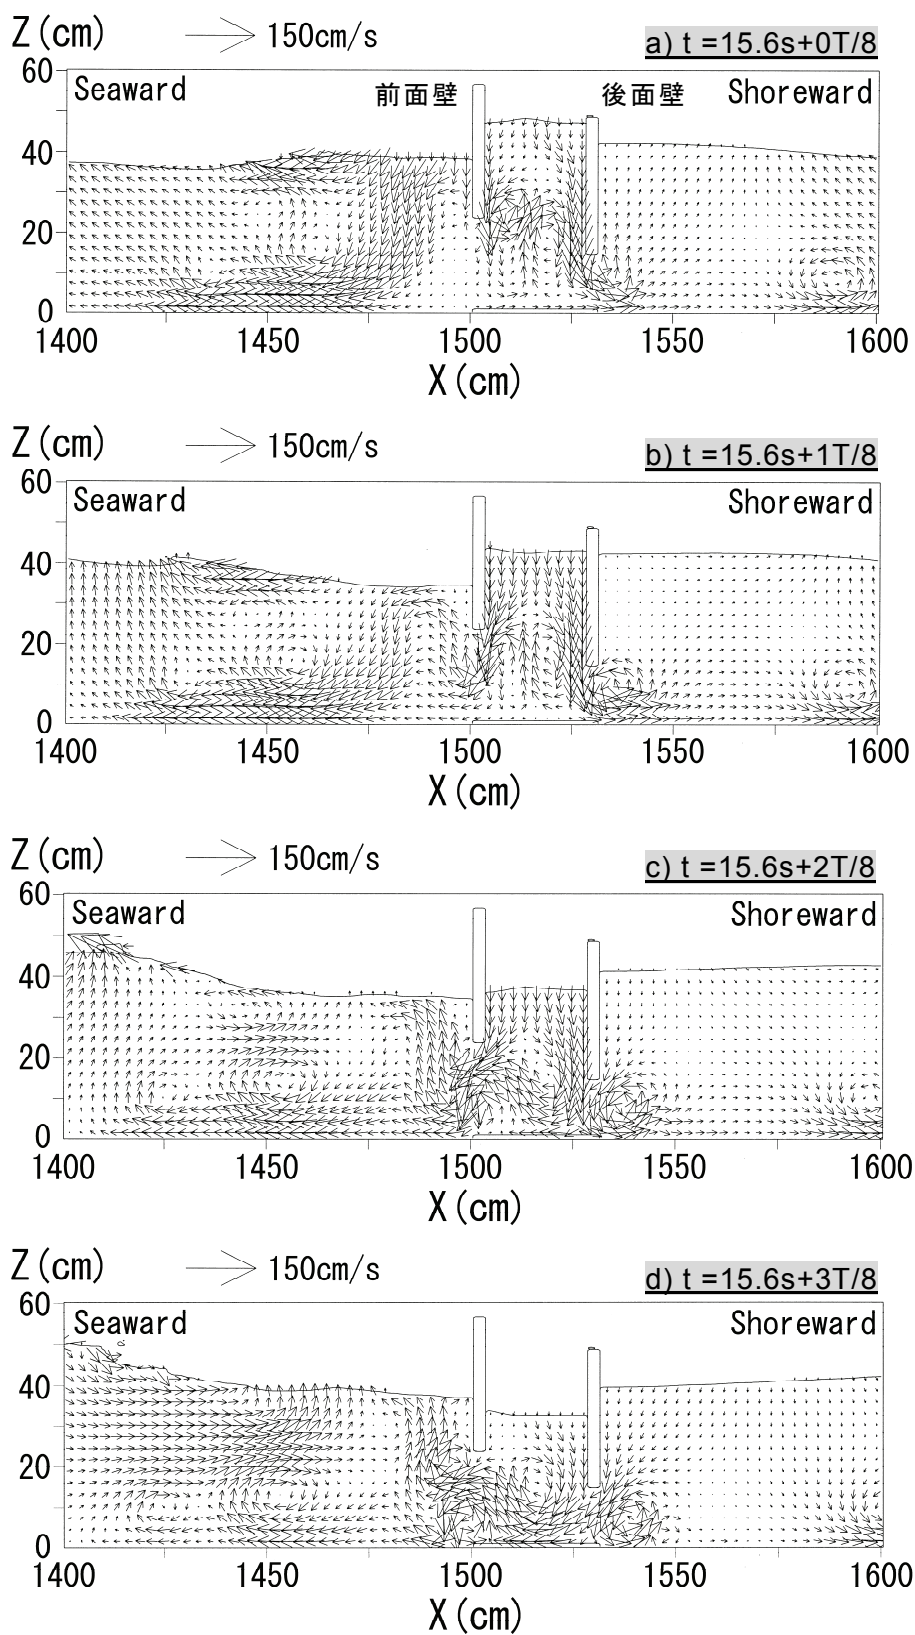 Z(cm) 150cm/s a) t =15.6s+0T/8
60
Seaward 前面壁 後面壁 Shoreward
40
20
0
1400 1450 1500 1550 1600
X(cm)
Z(cm) 150cm/s b) t =15.6s+1T/8
60
Seaward Shoreward
40
20
0
1400 1450 1500 1550 1600
X(cm)
Z(cm) 150cm/s c) t =15.6s+2T/8
60
Seaward Shoreward
40
20
0
1400 1450 1500 1550 1600
X(cm)
Z(cm) 150cm/s d) t =15.6s+3T/8
60
Seaward Shoreward
40
20
0
1400 1450 1500 1550 1600
X(cm)